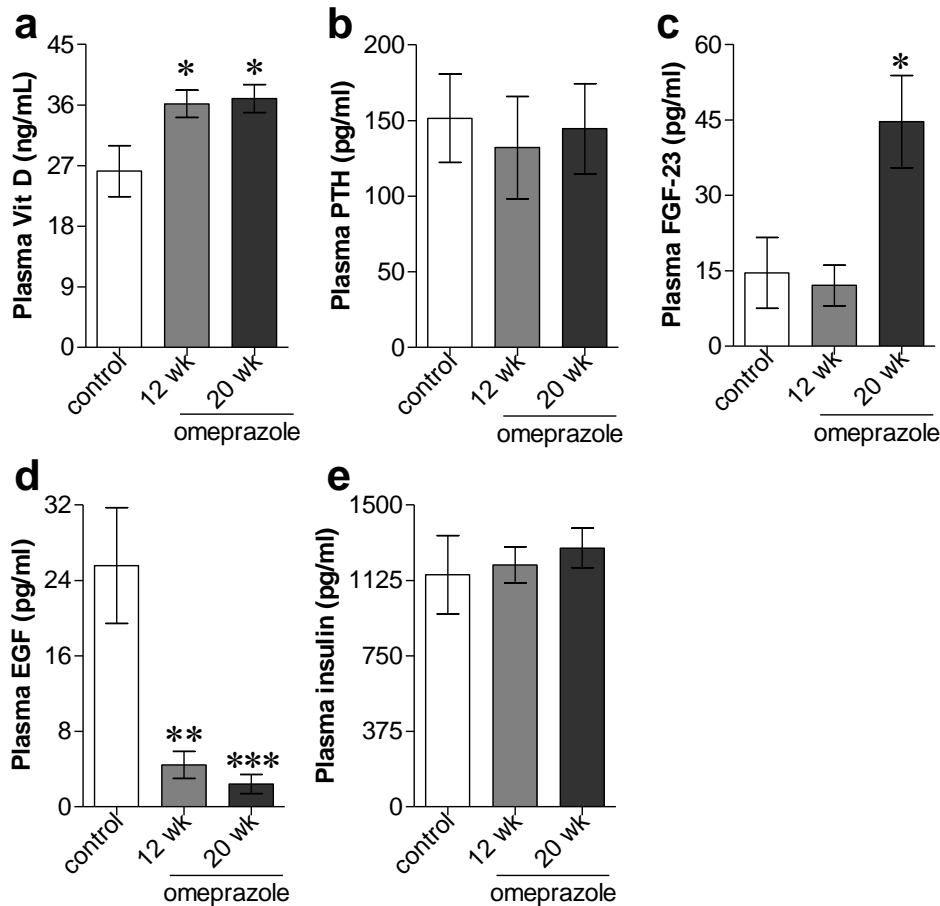 a
Plasma Vit D (ng/mL)
45
36
27
18
9
0
*
*
control
12 wk
20 wk
omeprazole
b
Plasma PTH (pg/ml)
200
150
100
50
0
control
12 wk
20 wk
omeprazole
c
Plasma FGF-23 (pg/ml)
60
45
30
15
0
*
control
12 wk
20 wk
omeprazole
d
Plasma EGF (pg/ml)
32
24
16
8
0
**
***
control
12 wk
20 wk
omeprazole
e
Plasma insulin (pg/ml)
1500
1125
750
375
0
control
12 wk
20 wk
omeprazole